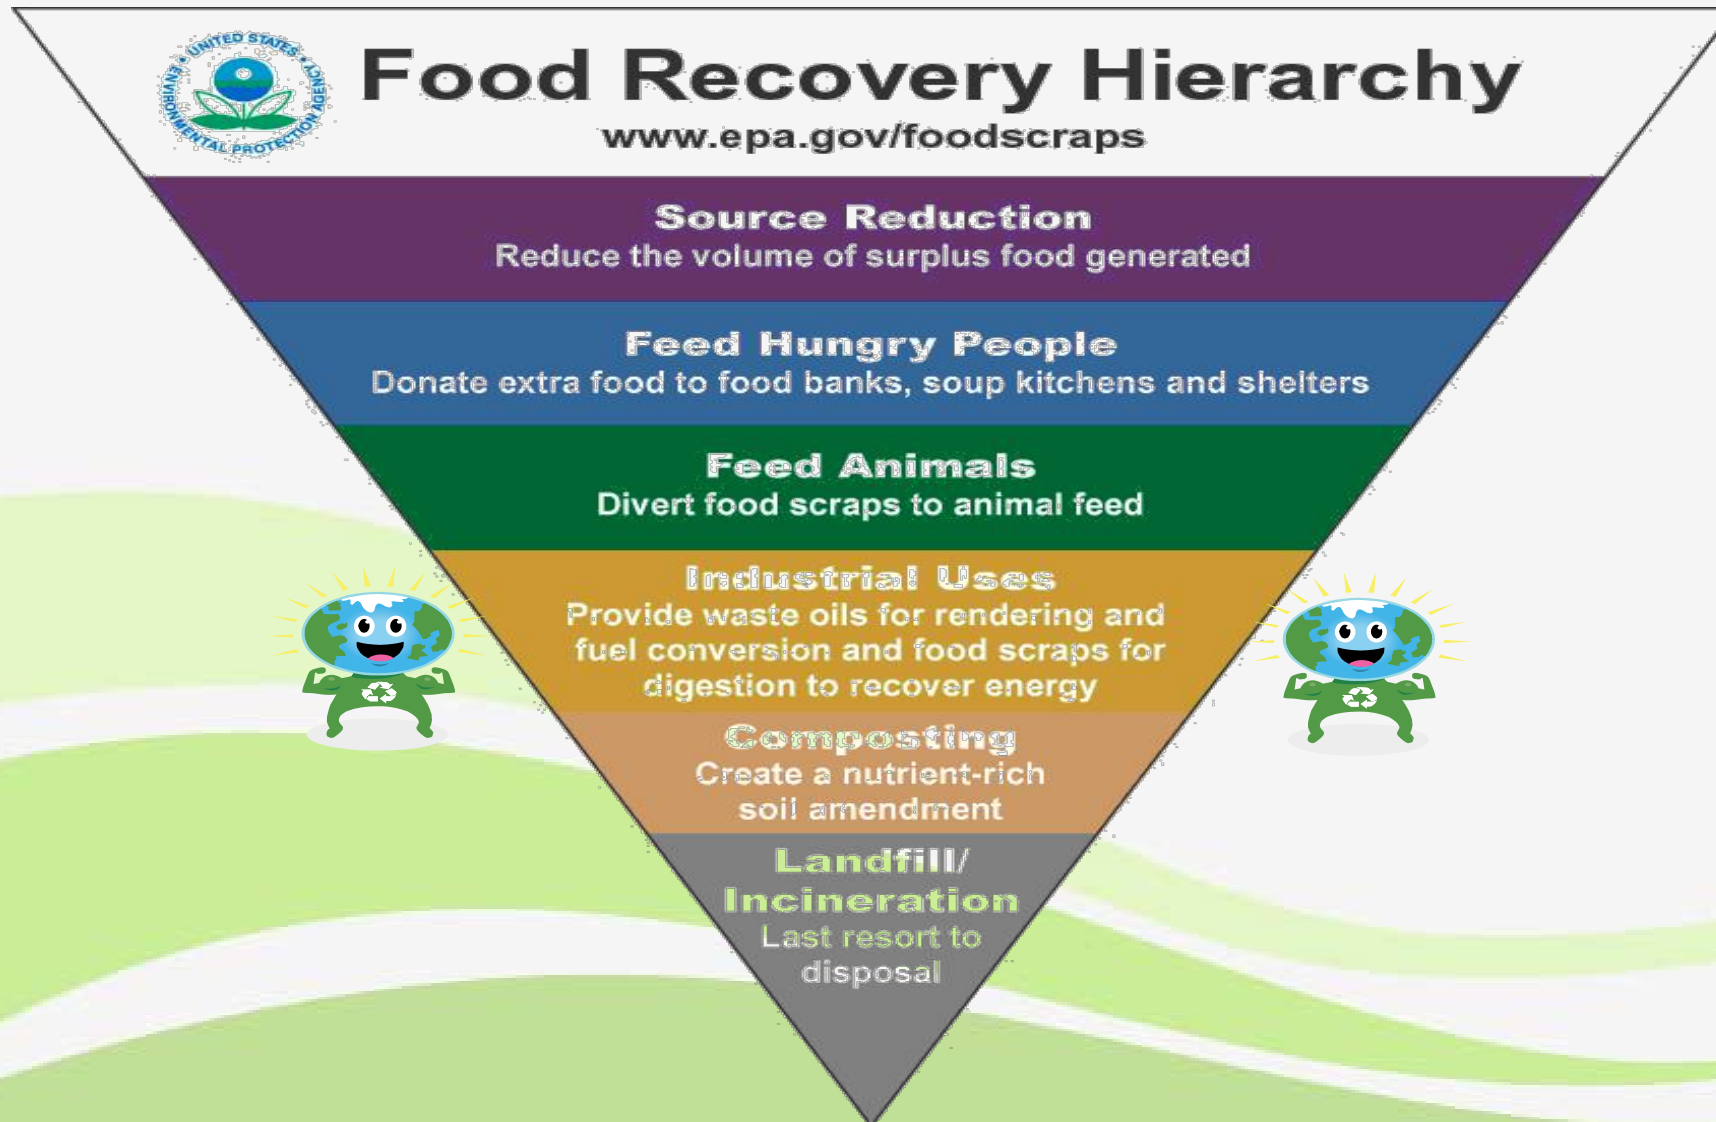 UNITED STATES
ENVIRONMENTAL PROTECTION AGENCY
Food Recovery Hierarchy
www.epa.gov/foodscraps
Source Reduction
Reduce the volume of surplus food generated
Feed Hungry People
Donate extra food to food banks, soup kitchens and shelters
Feed Animals
Divert food scraps to animal feed
Industrial Uses
Provide waste oils for rendering and
fuel conversion and food scraps for
digestion to recover energy
Composting
Create a nutrient-rich
soil amendment
Landfill/
Incineration
Last resort to
disposal